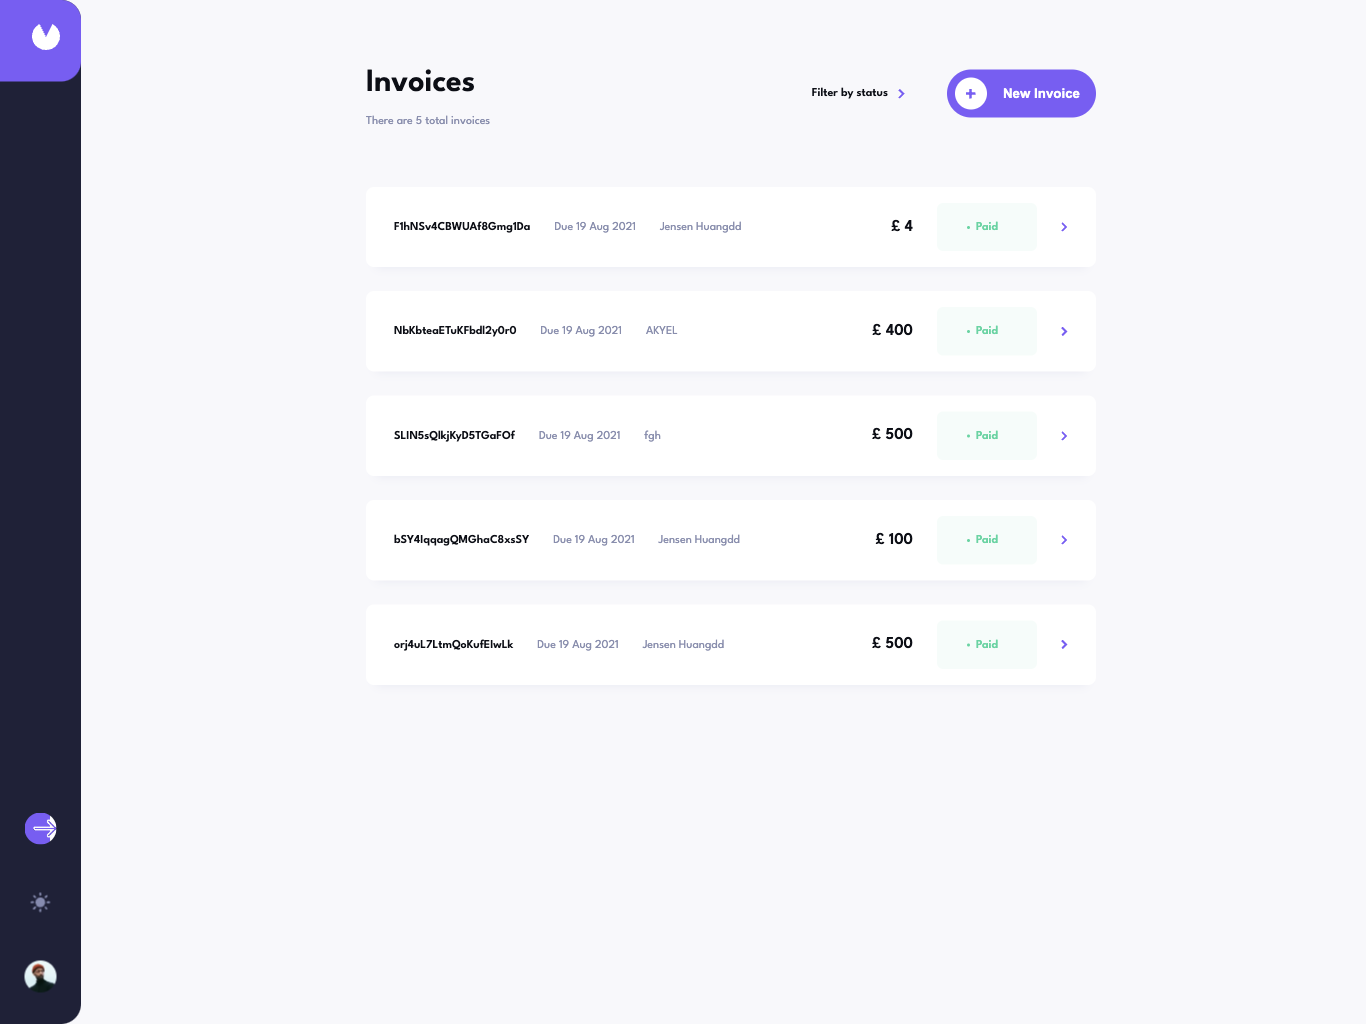 Invoices
There are 5 total invoices
Filter by status
+ New Invoice
F1hNSv4CBWUAf8Gmg1Da Due 19 Aug 2021 Jensen Huangdd £ 4 • Paid
NbKbteaETuKFbdl2y0r0 Due 19 Aug 2021 AKYEL £ 400 • Paid
SLIN5sQlkjKyD5TGaFOf Due 19 Aug 2021 fgh £ 500 • Paid
bSY4lqqagQMGhaC8xsSY Due 19 Aug 2021 Jensen Huangdd £ 100 • Paid
orj4uL7LtmQoKufElwLk Due 19 Aug 2021 Jensen Huangdd £ 500 • Paid